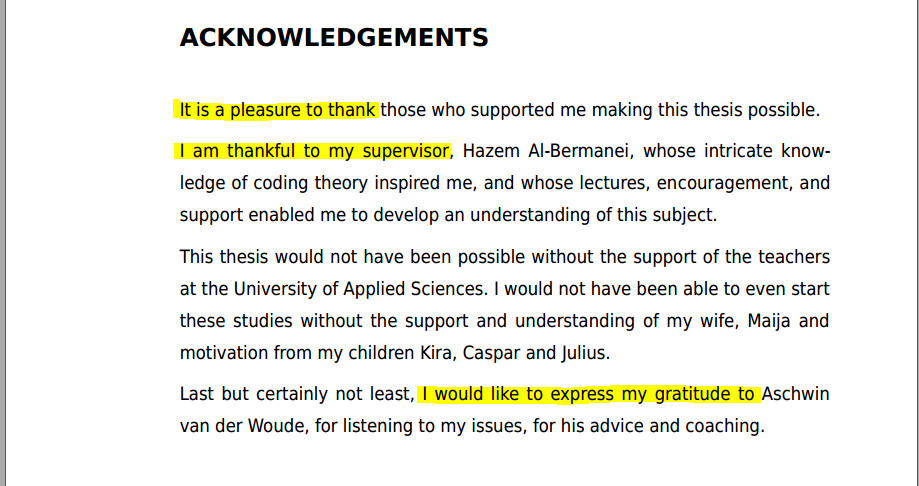 ACKNOWLEDGEMENTS
It is a pleasure to thank those who supported me making this thesis possible.
I am thankful to my supervisor, Hazem Al-Bermanei, whose intricate know-
ledge of coding theory inspired me, and whose lectures, encouragement, and
support enabled me to develop an understanding of this subject.
This thesis would not have been possible without the support of the teachers
at the University of Applied Sciences. I would not have been able to even start
these studies without the support and understanding of my wife, Maija and
motivation from my children Kira, Caspar and Julius.
Last but certainly not least, I would like to express my gratitude to Aschwin
van der Woude, for listening to my issues, for his advice and coaching.